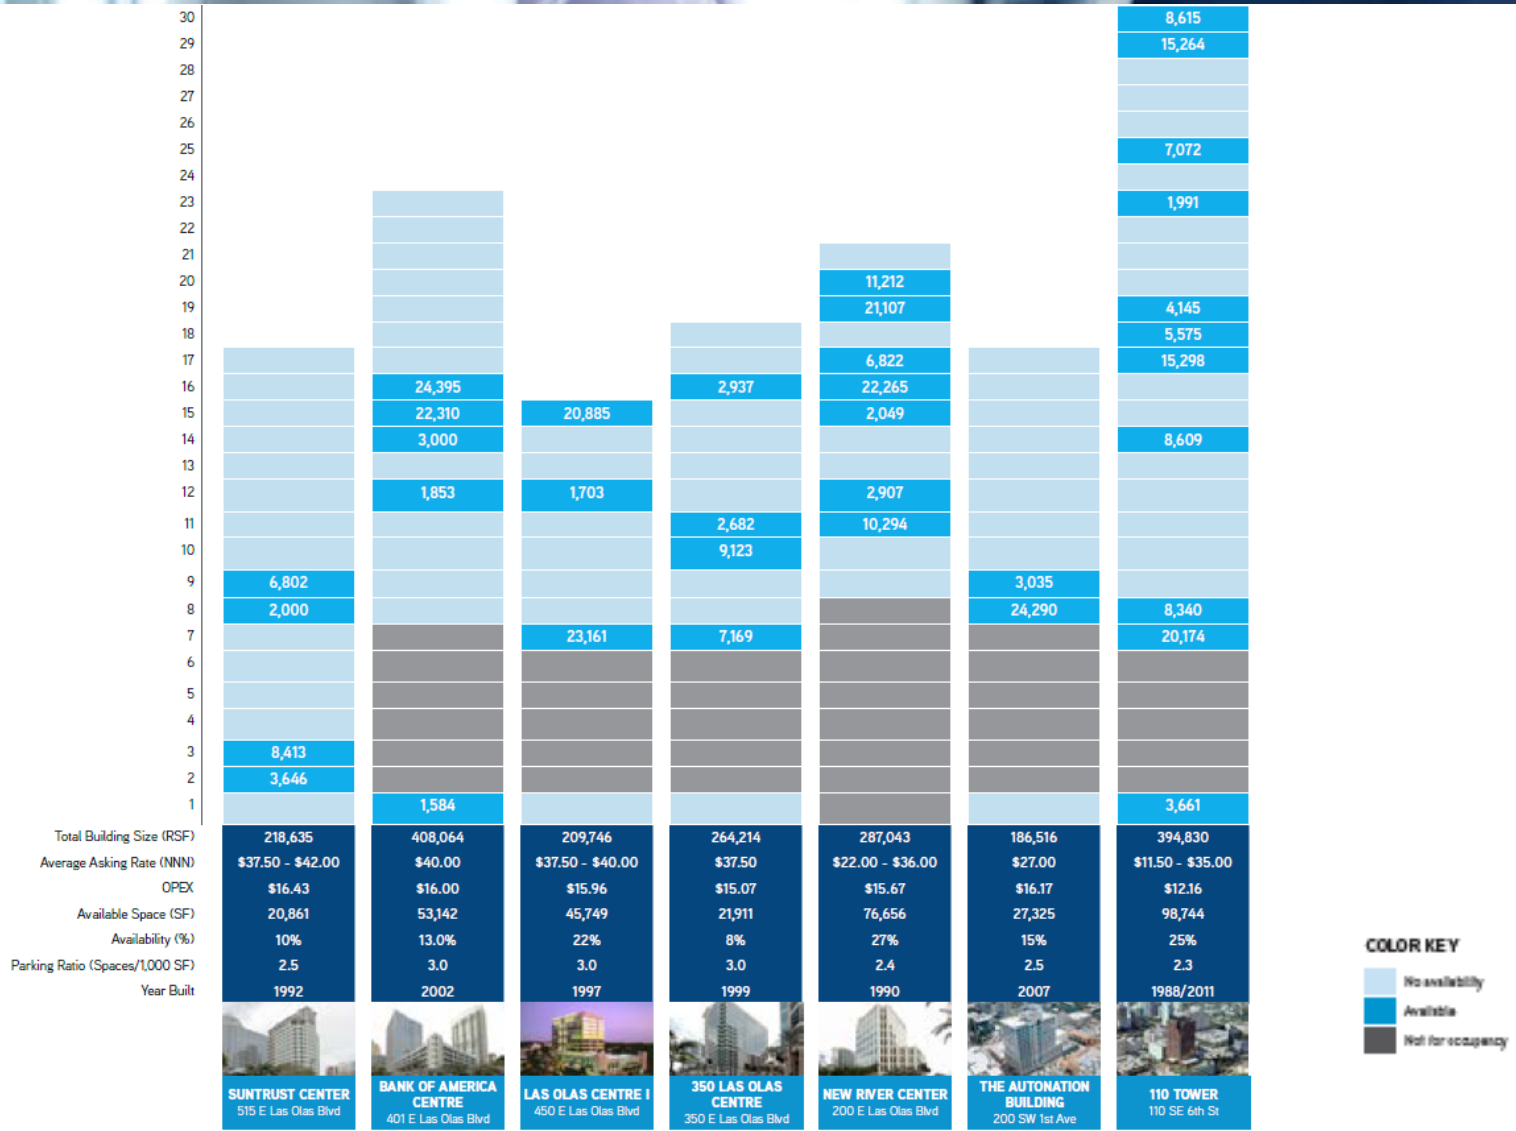 30 8,615
29 15,264
28
27
26
25 7,072
24
23 1,991
22
21
20 11,212
19 21,107 4,145
18 5,575
17 6,822 15,298
16 24,395 2,937 22,265
15 22,310 20,885 2,049
14 3,000 8,609
13
12 1,853 1,703 2,907
11 2,682 10,294
10 9,123
9 6,802 3,035
8 2,000 24,290 8,340
7 23,161 7,169 20,174
6
5
4
3 8,413
2 3,646
1 1,584 3,661
Total Building Size (RSF) 218,635 408,064 209,746 264,214 287,043 186,516 394,830
Average Asking Rate (NNN) $37.50 - $42.00 $40.00 $37.50 - $40.00 $37.50 $22.00 - $36.00 $27.00 $11.50 - $35.00
OPEX $16.43 $16.00 $15.96 $15.07 $15.67 $16.17 $12.16
Available Space (SF) 20,861 53,142 45,749 21,911 76,656 27,325 98,744
Availability (%) 10% 13.0% 22% 8% 27% 15% 25%
Parking Ratio (Spaces/1,000 SF) 2.5 3.0 3.0 3.0 2.4 2.5 2.3
Year Built 1992 2002 1997 1999 1990 2007 1988/2011
SUNTRUST CENTER
515 E Las Olas Blvd
BANK OF AMERICA
CENTRE
401 E Las Olas Blvd
LAS OLAS CENTRE I
450 E Las Olas Blvd
350 LAS OLAS
CENTRE
350 E Las Olas Blvd
NEW RIVER CENTER
200 E Las Olas Blvd
THE AUTONATION
BUILDING
200 SW 1st Ave
110 TOWER
110 SE 6th St
COLOR KEY
No availability
Available
Not for occupancy